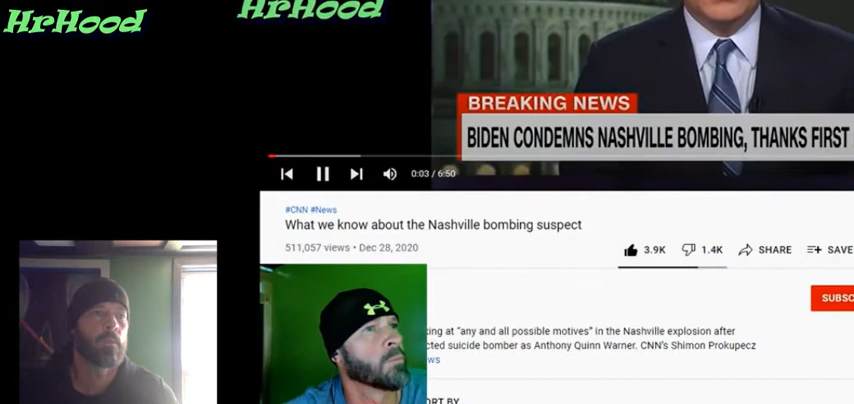 HrHood
HrHood
BREAKING NEWS
BIDEN CONDEMNS NASHVILLE BOMBING, THANKS FIRST
0:03 / 6:50
#CNN #News
What we know about the Nashville bombing suspect
511,057 views • Dec 28, 2020
3.9K 1.4K SHARE SAVE
SUBSC
king at "any and all possible motives" in the Nashville explosion after
cted suicide bomber as Anthony Quinn Warner. CNN's Shimon Prokupecz
ws
ORT BY